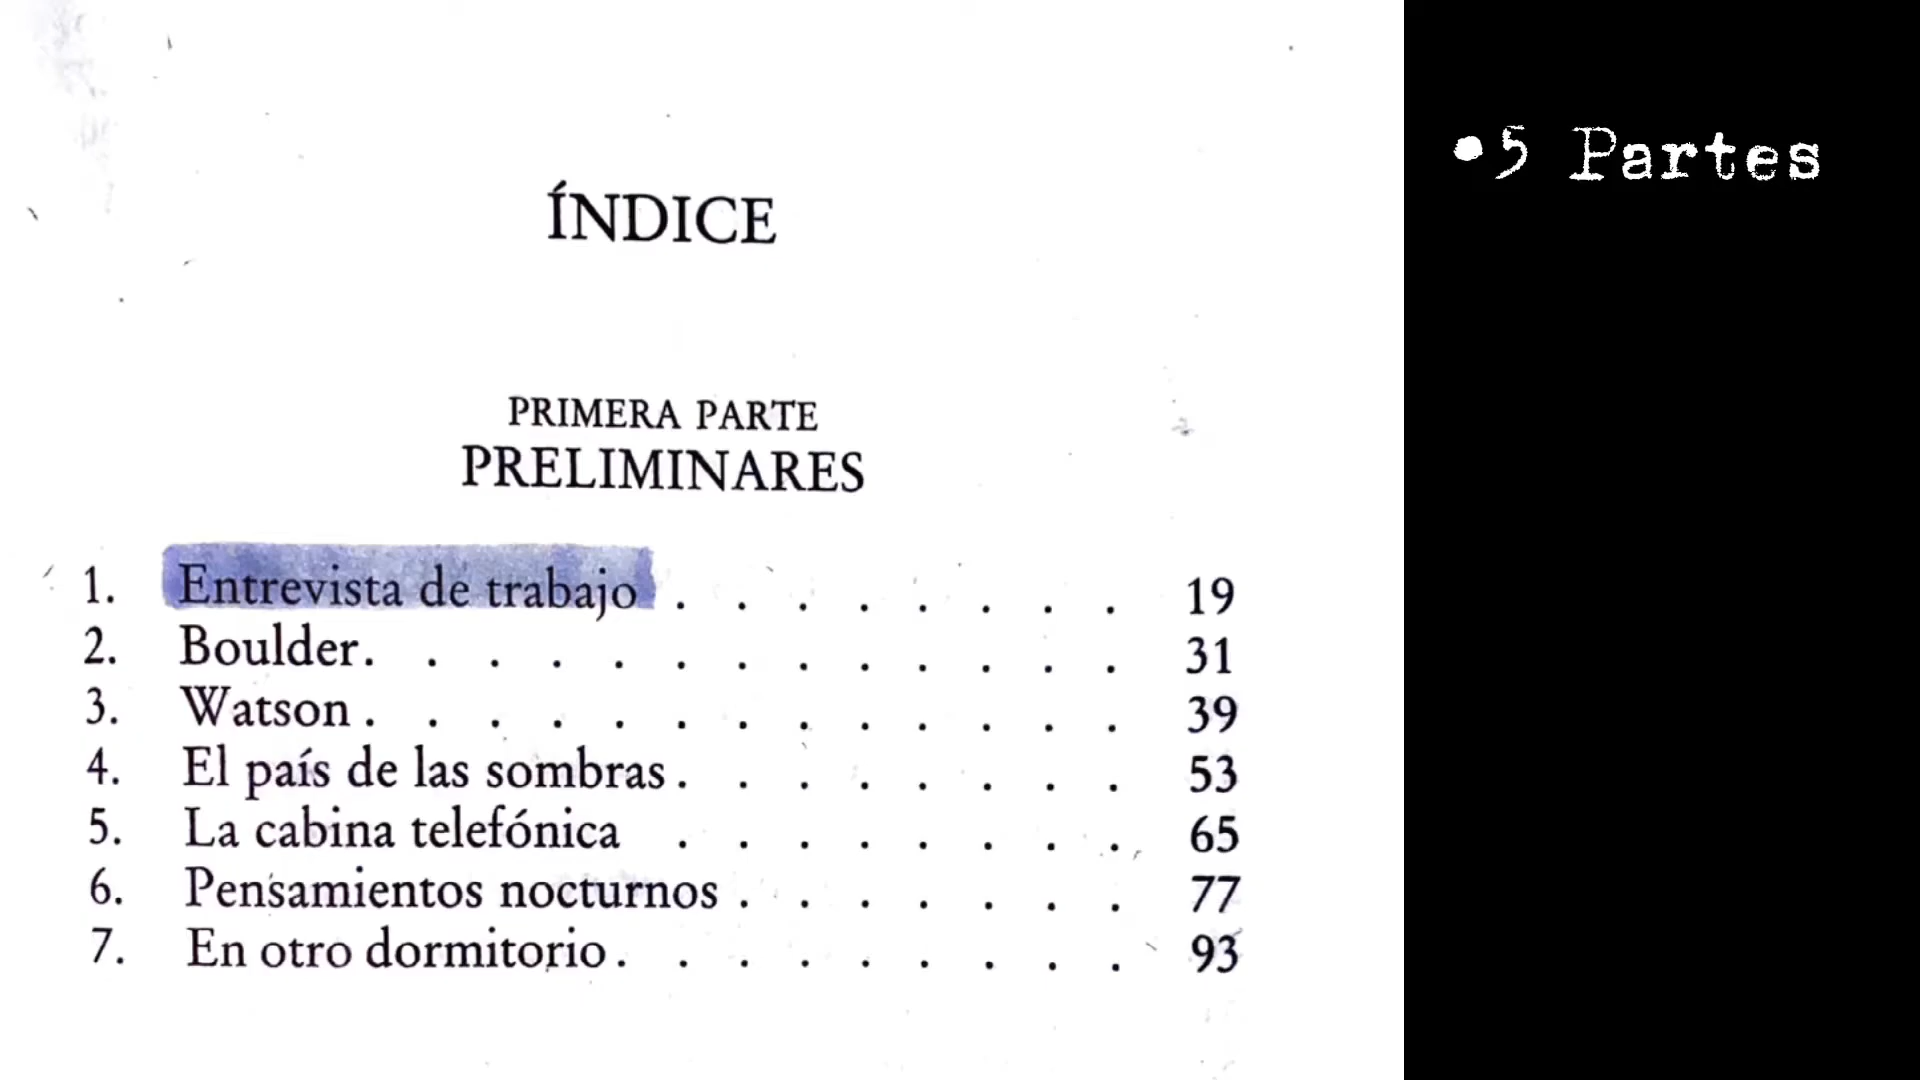 ÍNDICE
PRIMERA PARTE
PRELIMINARES
1. Entrevista de trabajo . . . . . . . . 19
2. Boulder. . . . . . . . . . . . . 31
3. Watson . . . . . . . . . . . . . 39
4. El país de las sombras . . . . . . . . 53
5. La cabina telefónica . . . . . . . . 65
6. Pensamientos nocturnos . . . . . . . 77
7. En otro dormitorio . . . . . . . . . 93
•5 Partes